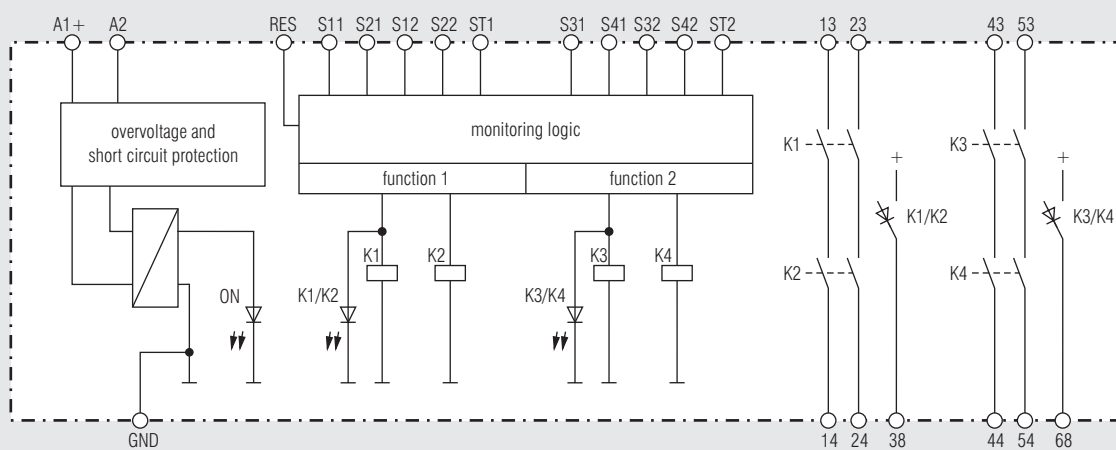 A1+ A2 RES S11 S21 S12 S22 ST1 S31 S41 S32 S42 ST2 13 23 43 53
overvoltage and
short circuit protection
monitoring logic
function 1 function 2
K1 K3
+ +
K1/K2 K3/K4
K1 K2 K3 K4
K2 K4
ON K1/K2 K3/K4
GND 14 24 38 44 54 68